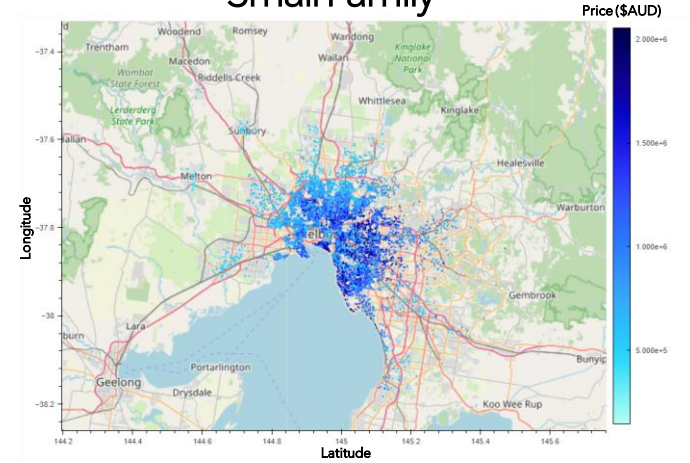 Small Family
Price ($AUD)
Woodend
Romsey
Wandong
-37.4
2.000e+6
Trentham
Kinglake
National
Park
Macedon
Wallan
Wombat
State Forest
Riddells Creek
Whittlesea
Lerderderg
State Park
Kinglake
Sunbury
1.500e+6
-37.6
allan
Healesville
Melton
Warburton
Longitude
-37.8
elb
1.000e+6
Gembrook
-38
Lara
burn
5.000e+5
Bunyip
Portarlington
Geelong
Drysdale
Koo Wee Rup
-38.2
144.2
144.4
144.6
144.8
145
145.2
145.4
145.6
Latitude